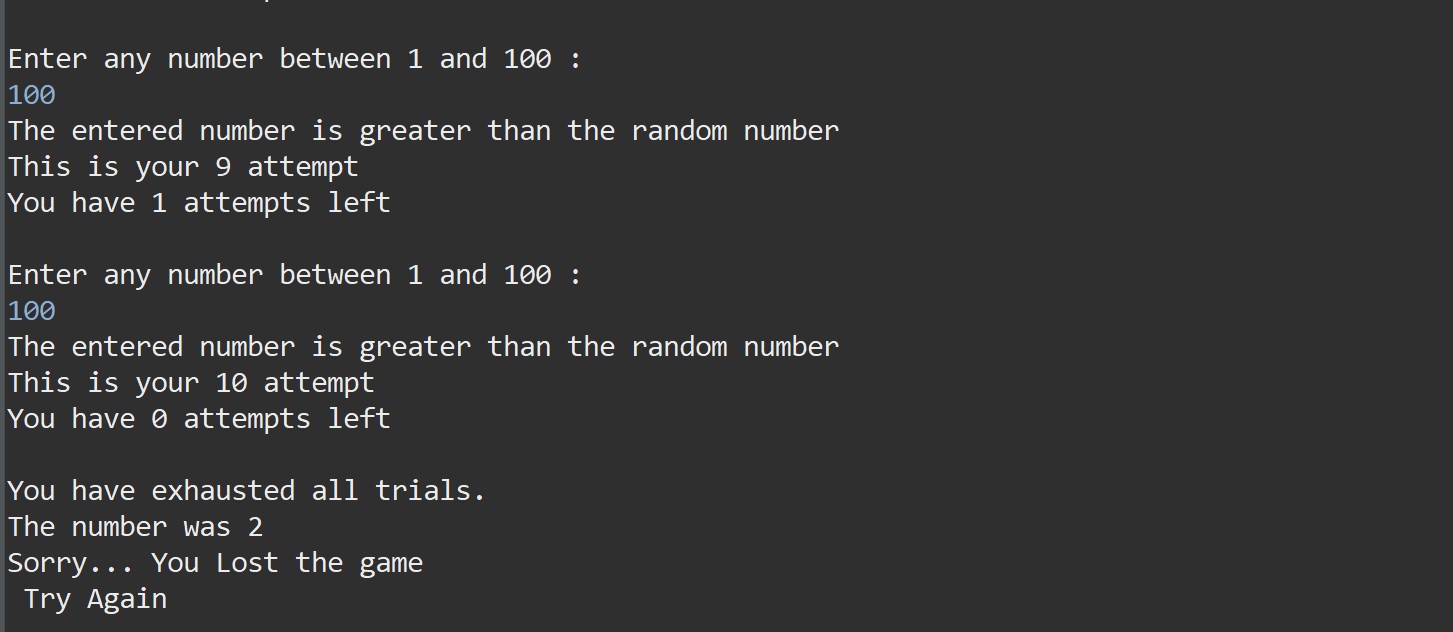 Enter any number between 1 and 100 :
100
The entered number is greater than the random number
This is your 9 attempt
You have 1 attempts left
Enter any number between 1 and 100 :
100
The entered number is greater than the random number
This is your 10 attempt
You have 0 attempts left
You have exhausted all trials.
The number was 2
Sorry... You Lost the game
Try Again